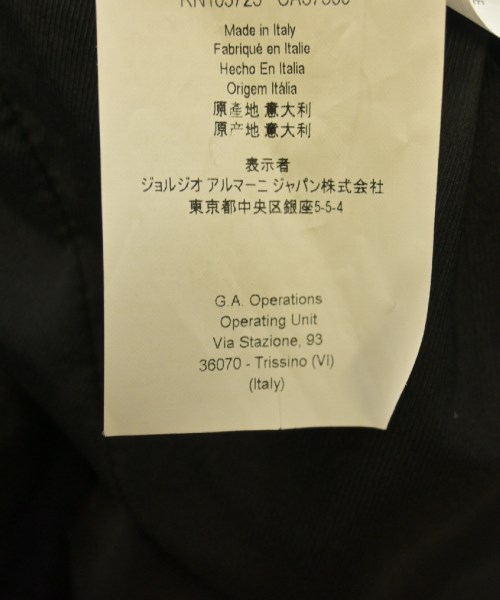 Made in Italy
Fabriqué en Italie
Hecho En Italia
Origem Itália
原產地 意大利
原产地 意大利
表示者
ジョルジオ アルマーニ ジャパン株式会社
東京都中央区銀座5-5-4
G.A. Operations
Operating Unit
Via Stazione, 93
36070 - Trissino (VI)
(Italy)